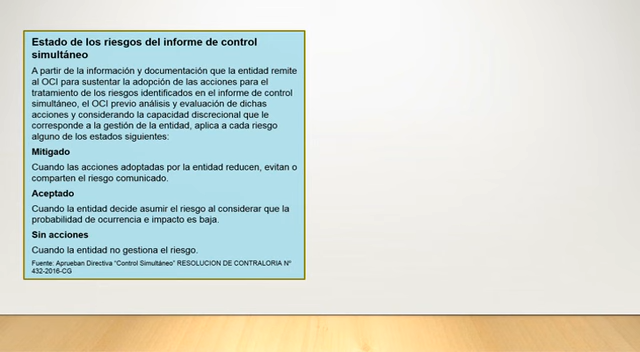 Estado de los riesgos del informe de control
simultáneo
A partir de la información y documentación que la entidad remite
al OCI para sustentar la adopción de las acciones para el
tratamiento de los riesgos identificados en el informe de control
simultáneo, el OCI previo análisis y evaluación de dichas
acciones y considerando la capacidad discrecional que le
corresponde a la gestión de la entidad, aplica a cada riesgo
alguno de los estados siguientes:
Mitigado
Cuando las acciones adoptadas por la entidad reducen, evitan o
comparten el riesgo comunicado.
Aceptado
Cuando la entidad decide asumir el riesgo al considerar que la
probabilidad de ocurrencia e impacto es baja.
Sin acciones
Cuando la entidad no gestiona el riesgo.
Fuente: Aprueban Directiva “Control Simultáneo” RESOLUCION DE CONTRALORIA Nº
432-2016-CG